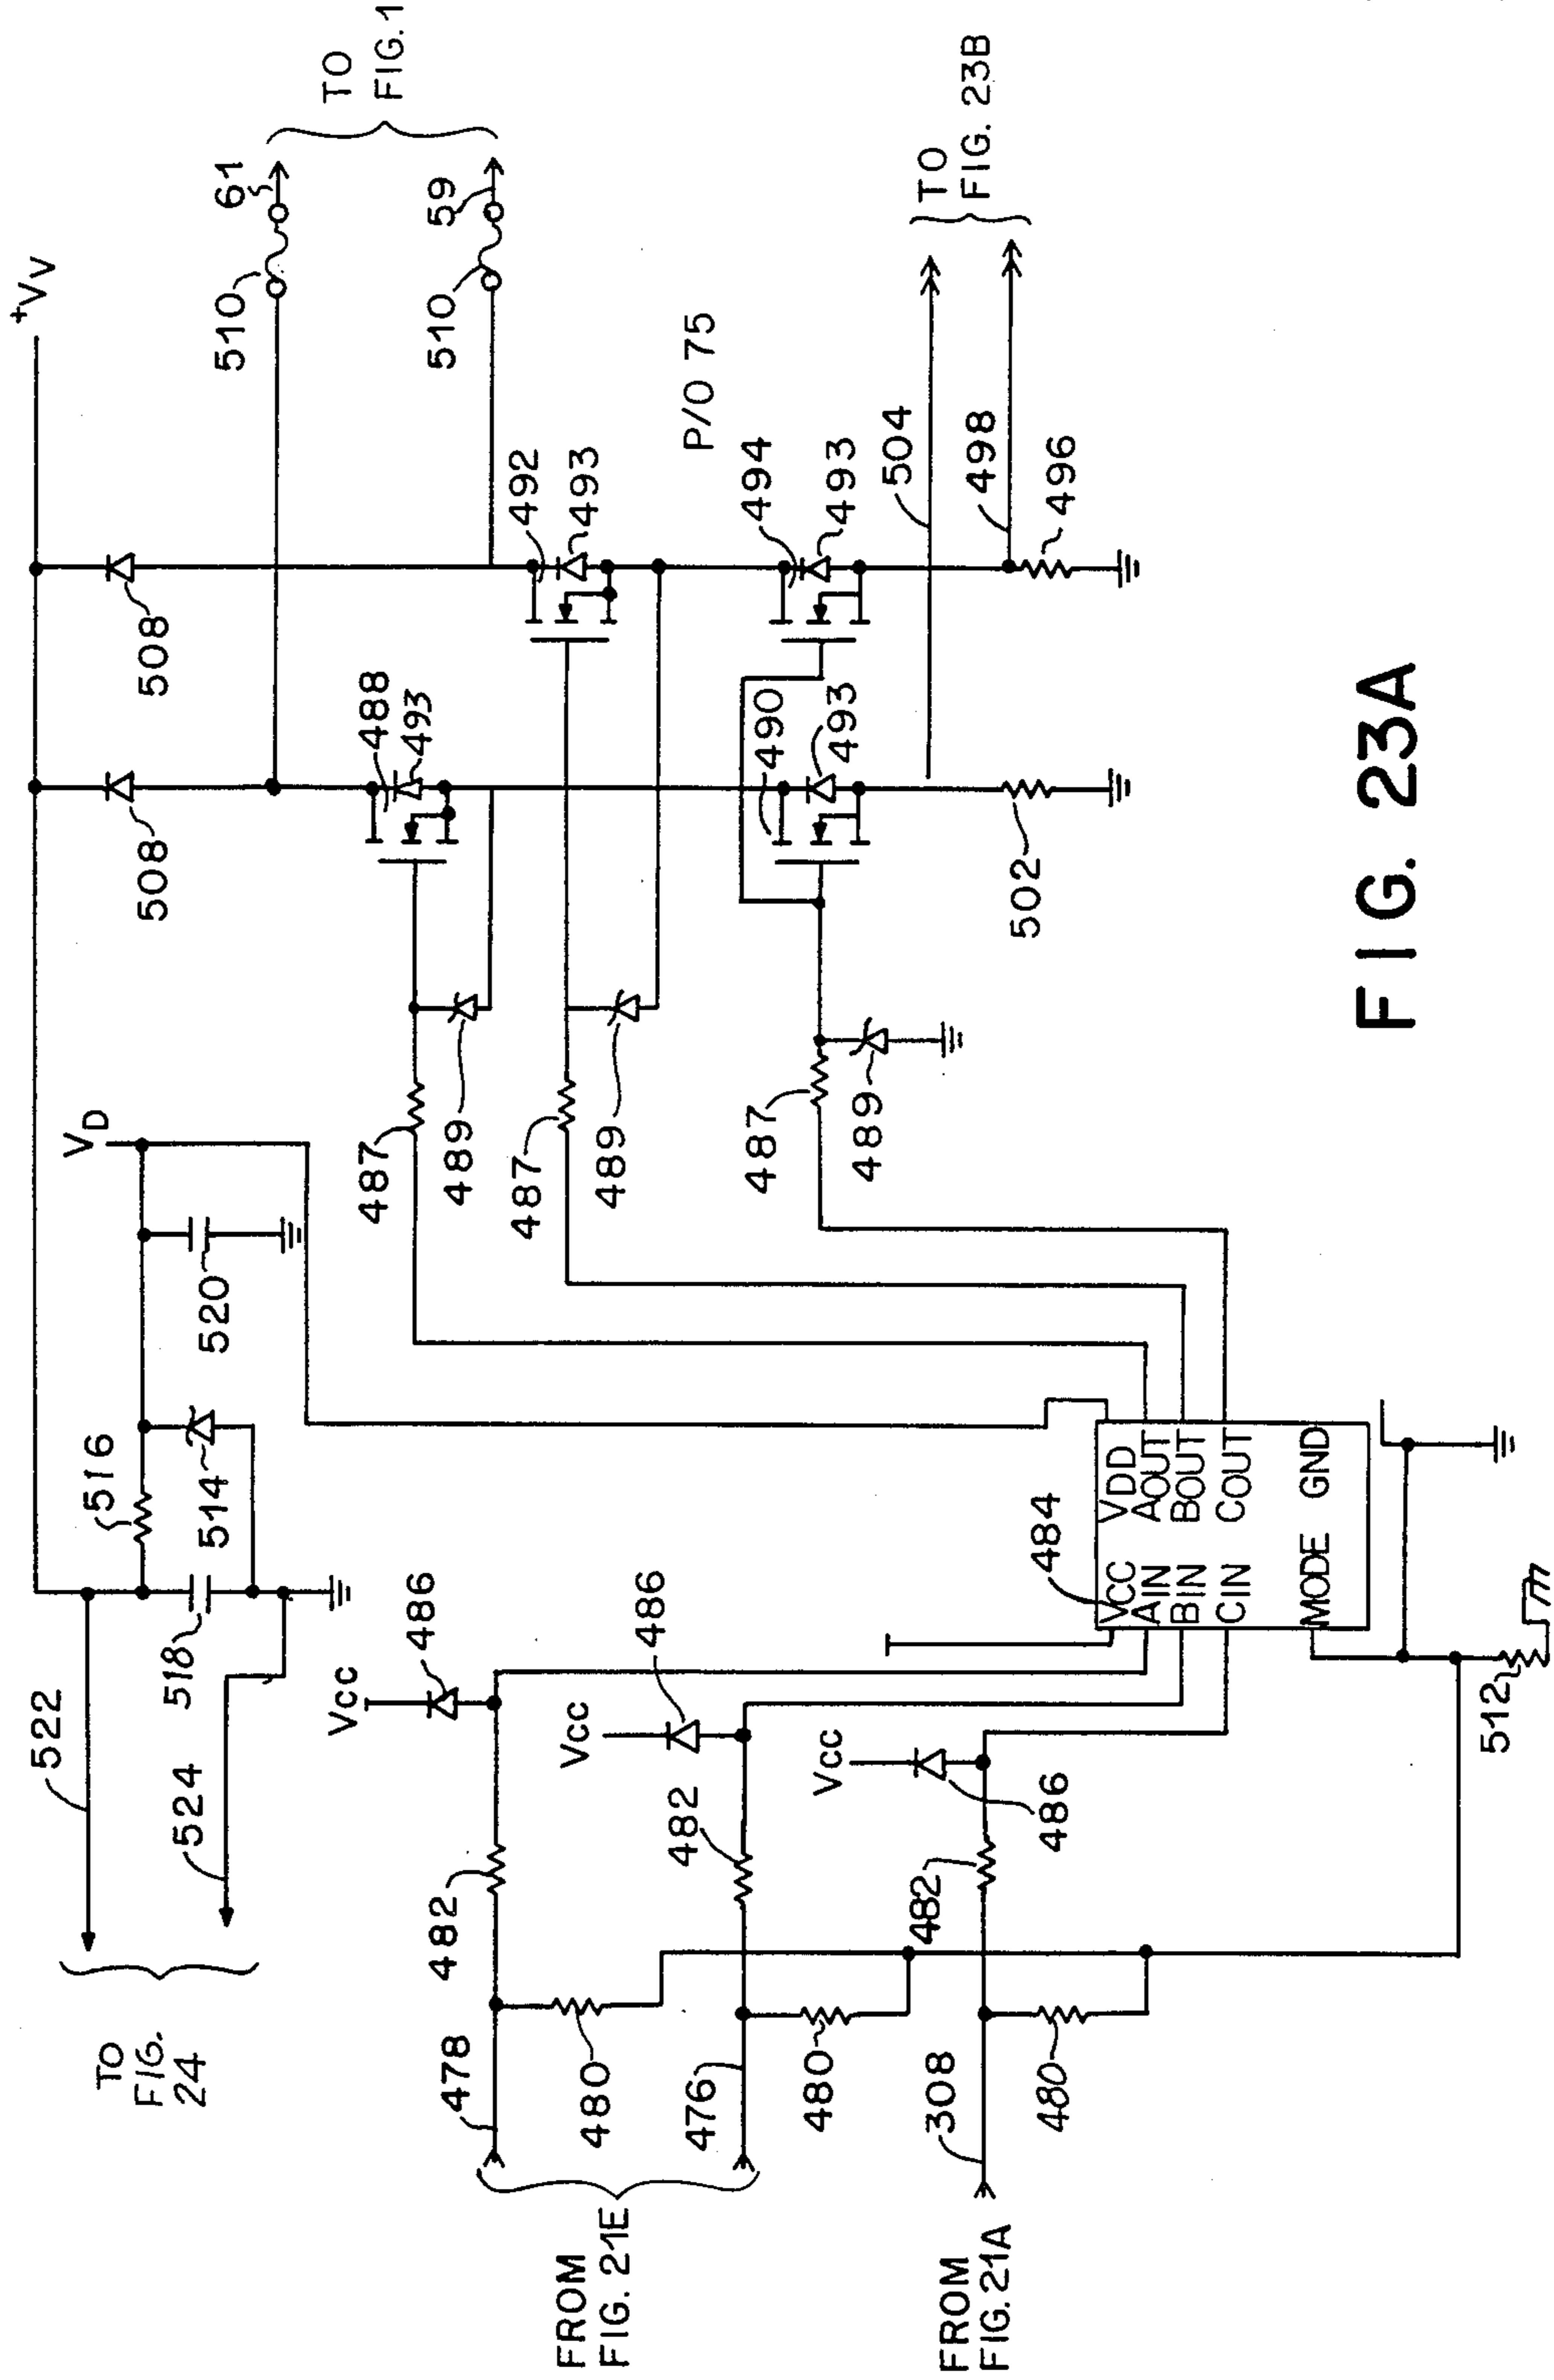 +VV
VD
TO
FIG. 1
522
518
516
514
520
508
508
510
61
510
59
TO
FIG.
24
524
VCC
486
487
489
488
493
492
493
482
478
480
VCC
486
487
489
P/O 75
482
476
480
VCC
486
487
489
490
493
494
493
TO
FIG. 23B
504
498
496
502
482
308
480
FROM
FIG. 21E
FROM
FIG. 21A
484
VCC VDD
AIN AOUT
BIN BOUT
CIN COUT
MODE GND
512
FIG. 23A